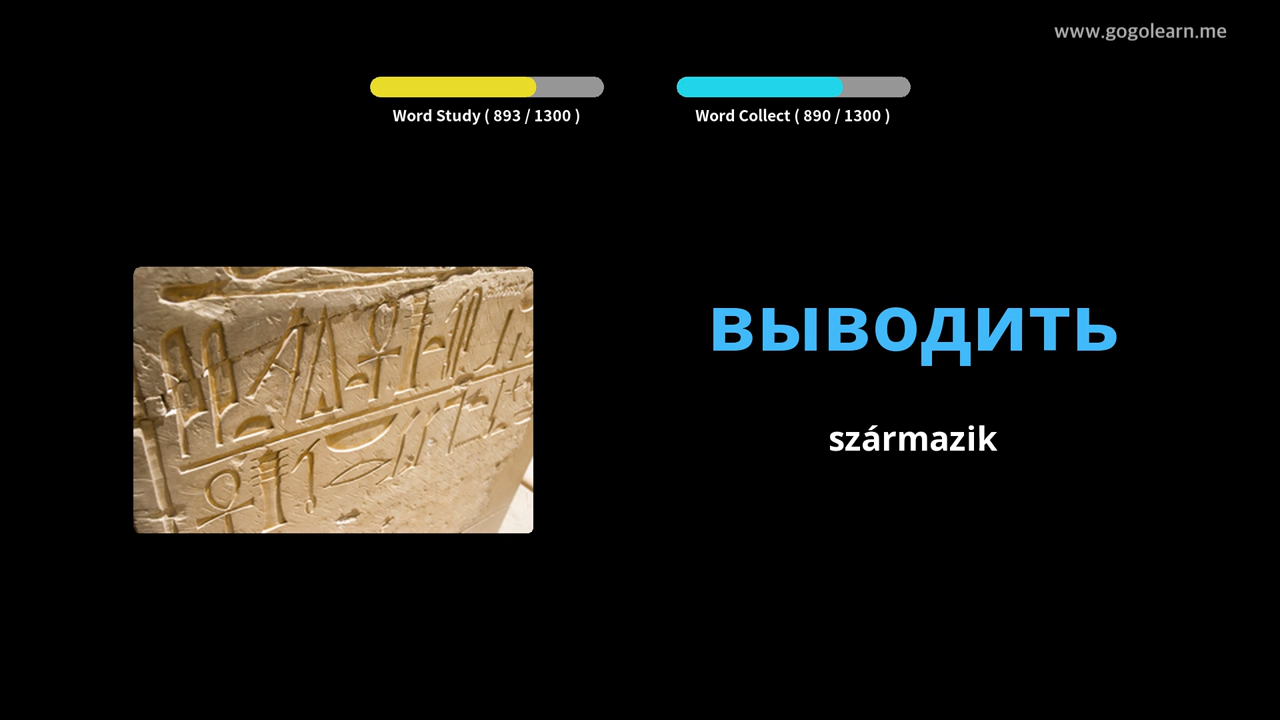 www.gogolearn.me
Word Study ( 893 / 1300 )
Word Collect ( 890 / 1300 )
выводить
származik